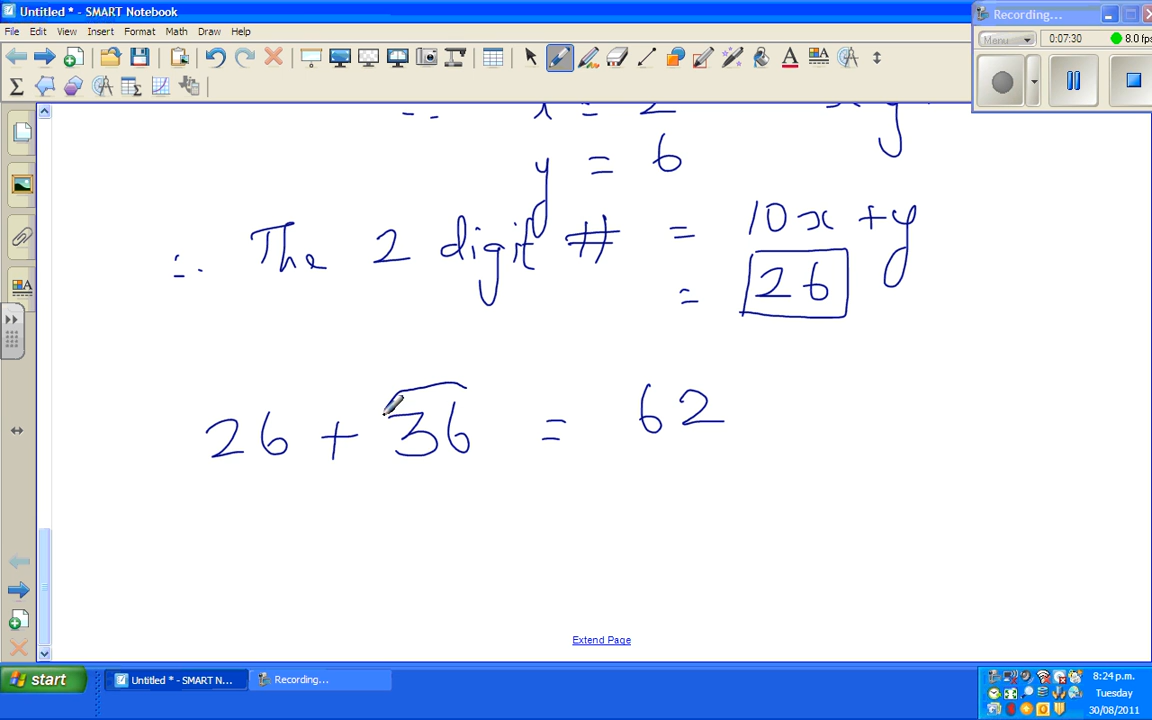 Untitled * - SMART Notebook
Recording...
File Edit View Insert Format Math Draw Help
Menu
0:07:30
8.0 fps
∴ x = 2
y = 6
∴ The 2 digit # = 10x + y
= 26
26 + 36 = 62
Extend Page
start
Untitled * - SMART N...
Recording...
8:24 p.m.
Tuesday
30/08/2011